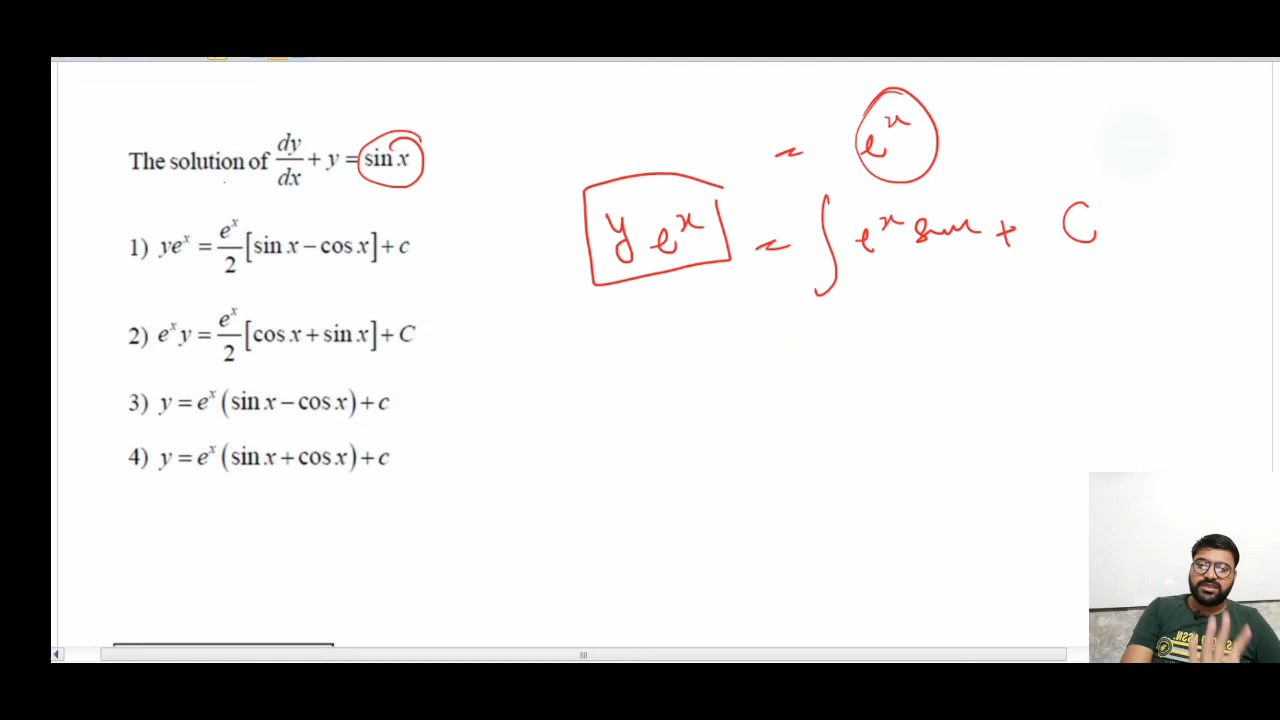 The solution of dy/dx + y = sin x
1) ye^x = e^x/2 [sin x − cos x] + c
2) e^x y = e^x/2 [cos x + sin x] + C
3) y = e^x (sin x − cos x) + c
4) y = e^x (sin x + cos x) + c
= e^x
y e^x = ∫ e^x sin x + C